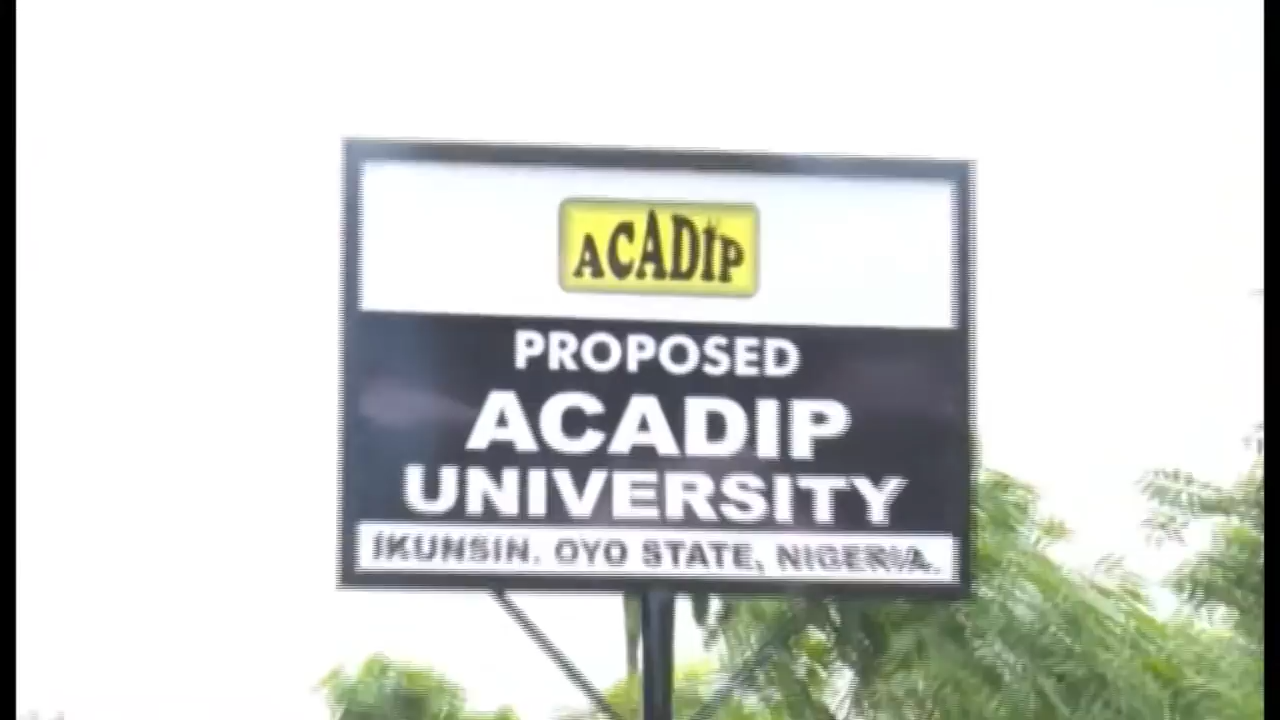 ACADIP
PROPOSED
ACADIP
UNIVERSITY
IKUNSIN. OYO STATE, NIGERIA.